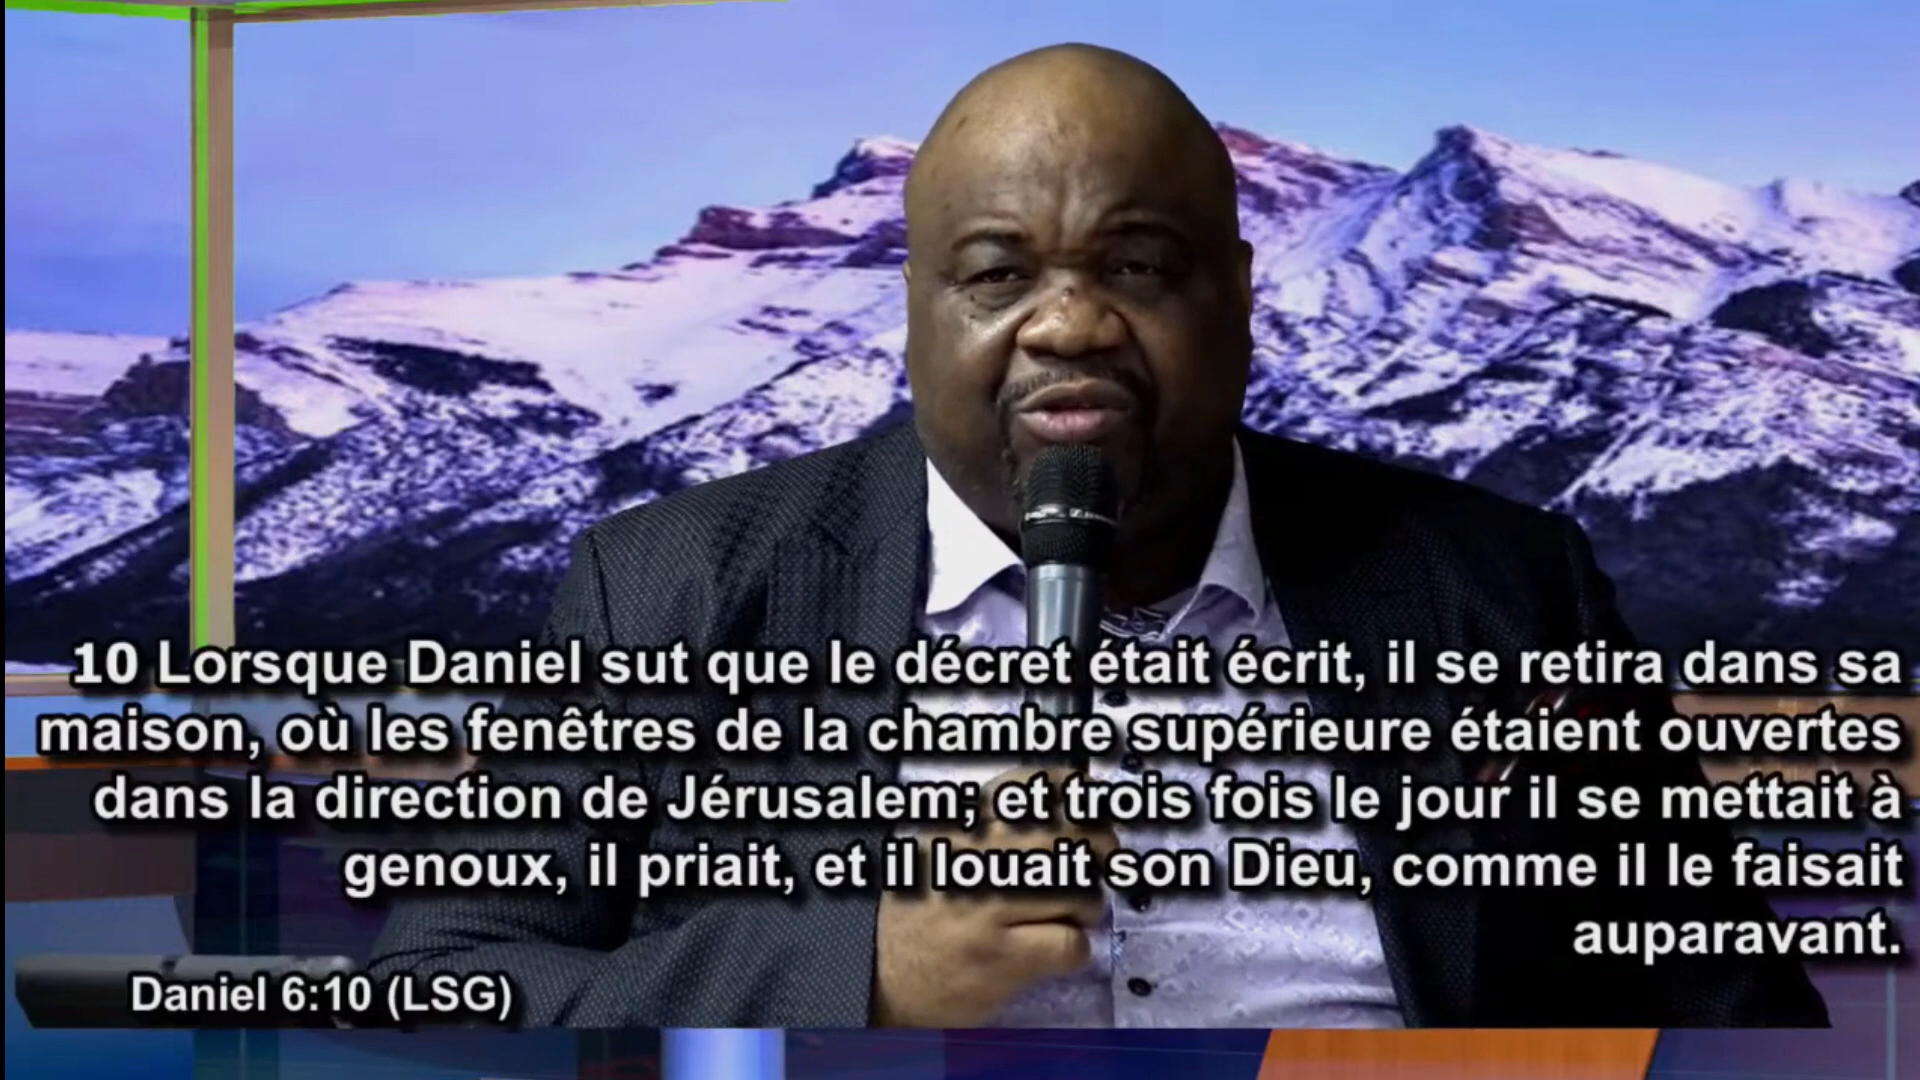 10 Lorsque Daniel sut que le décret était écrit, il se retira dans sa
maison, où les fenêtres de la chambre supérieure étaient ouvertes
dans la direction de Jérusalem; et trois fois le jour il se mettait à
genoux, il priait, et il louait son Dieu, comme il le faisait
auparavant.
Daniel 6:10 (LSG)